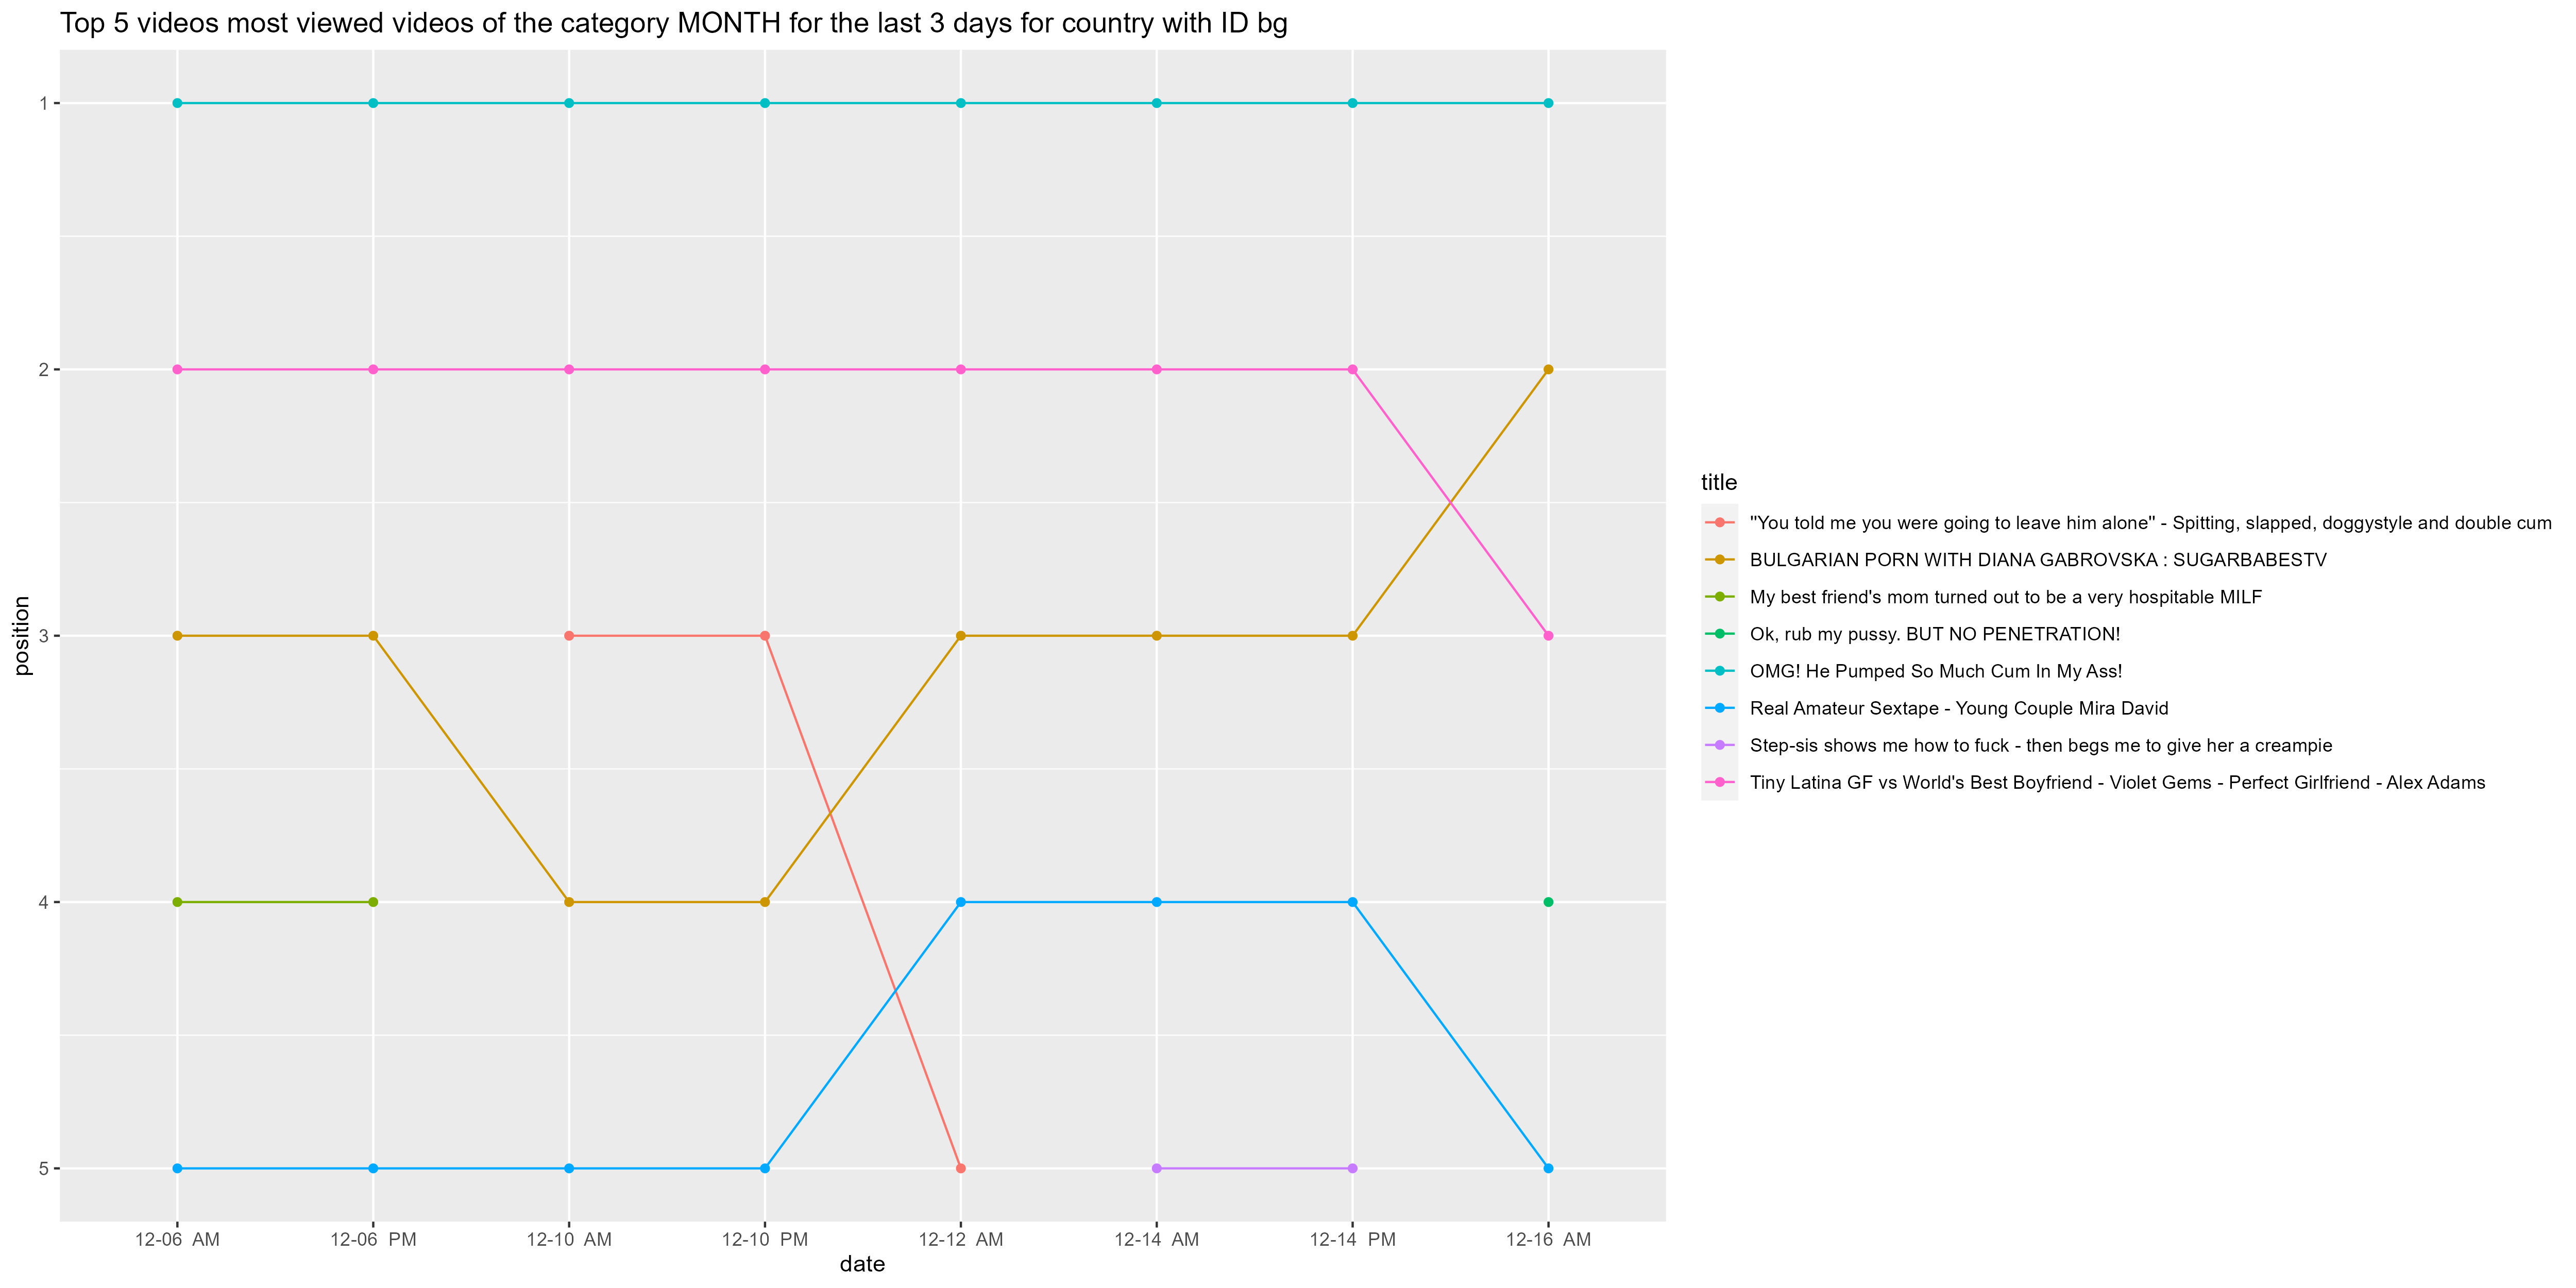 Top 5 videos most viewed videos of the category MONTH for the last 3 days for country with ID bg
1
2
3
4
5
position
12-06 AM
12-06 PM
12-10 AM
12-10 PM
12-12 AM
12-14 AM
12-14 PM
12-16 AM
date
title
"You told me you were going to leave him alone" - Spitting, slapped, doggystyle and double cum
BULGARIAN PORN WITH DIANA GABROVSKA : SUGARBABESTV
My best friend's mom turned out to be a very hospitable MILF
Ok, rub my pussy. BUT NO PENETRATION!
OMG! He Pumped So Much Cum In My Ass!
Real Amateur Sextape - Young Couple Mira David
Step-sis shows me how to fuck - then begs me to give her a creampie
Tiny Latina GF vs World's Best Boyfriend - Violet Gems - Perfect Girlfriend - Alex Adams